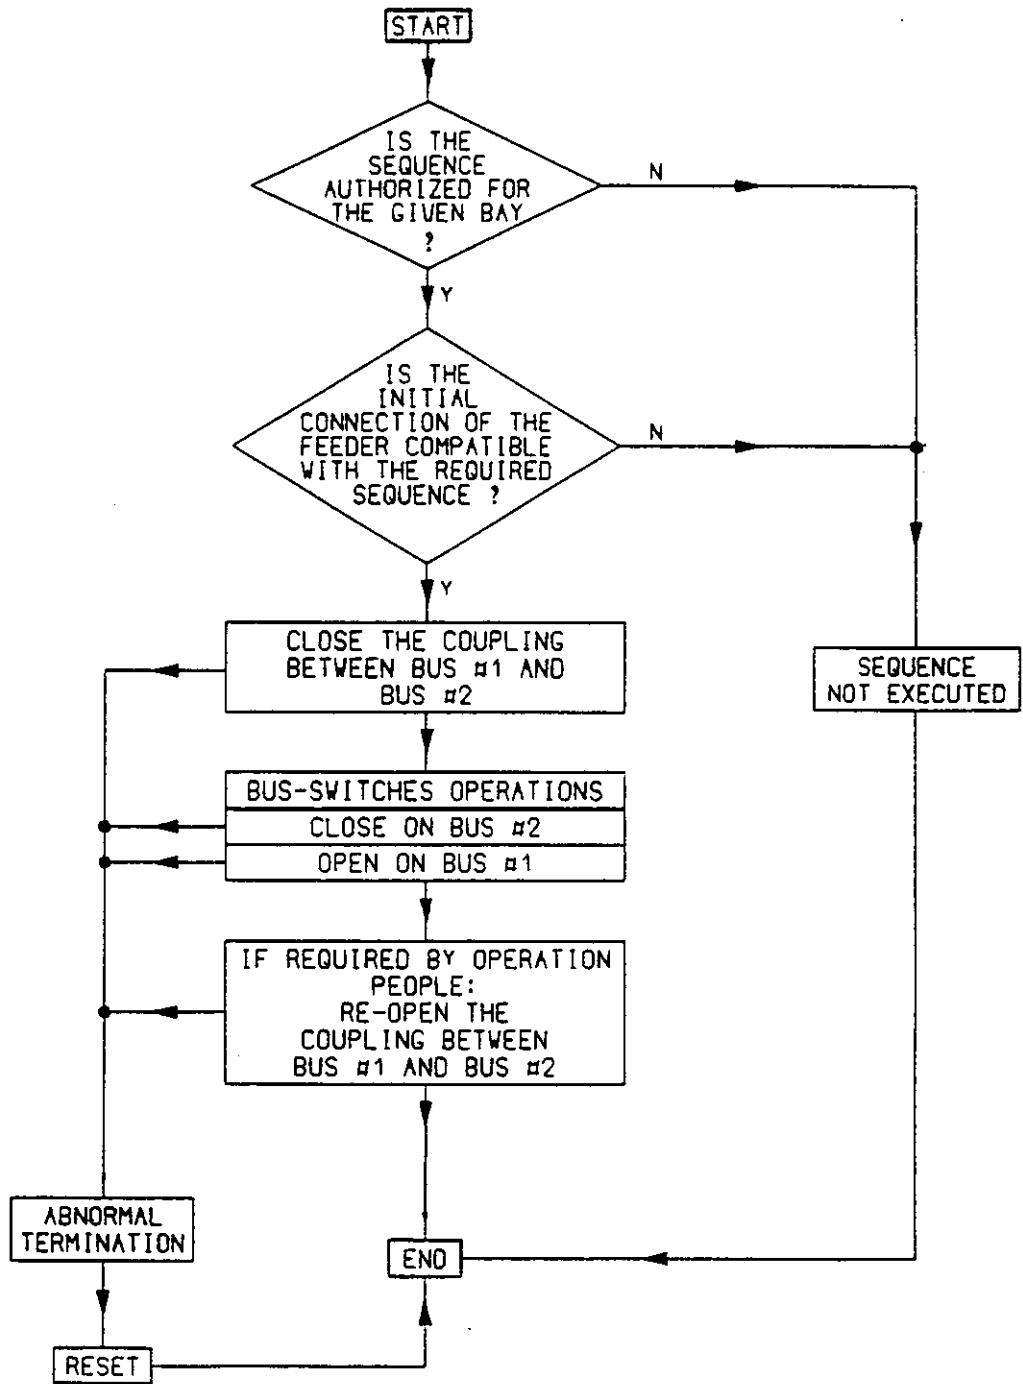 START
IS THE
SEQUENCE
AUTHORIZED FOR
THE GIVEN BAY
?
N
Y
IS THE
INITIAL
CONNECTION OF THE
FEEDER COMPATIBLE
WITH THE REQUIRED
SEQUENCE ?
N
Y
CLOSE THE COUPLING
BETWEEN BUS #1 AND
BUS #2
SEQUENCE
NOT EXECUTED
BUS-SWITCHES OPERATIONS
CLOSE ON BUS #2
OPEN ON BUS #1
IF REQUIRED BY OPERATION
PEOPLE:
RE-OPEN THE
COUPLING BETWEEN
BUS #1 AND BUS #2
ABNORMAL
TERMINATION
END
RESET